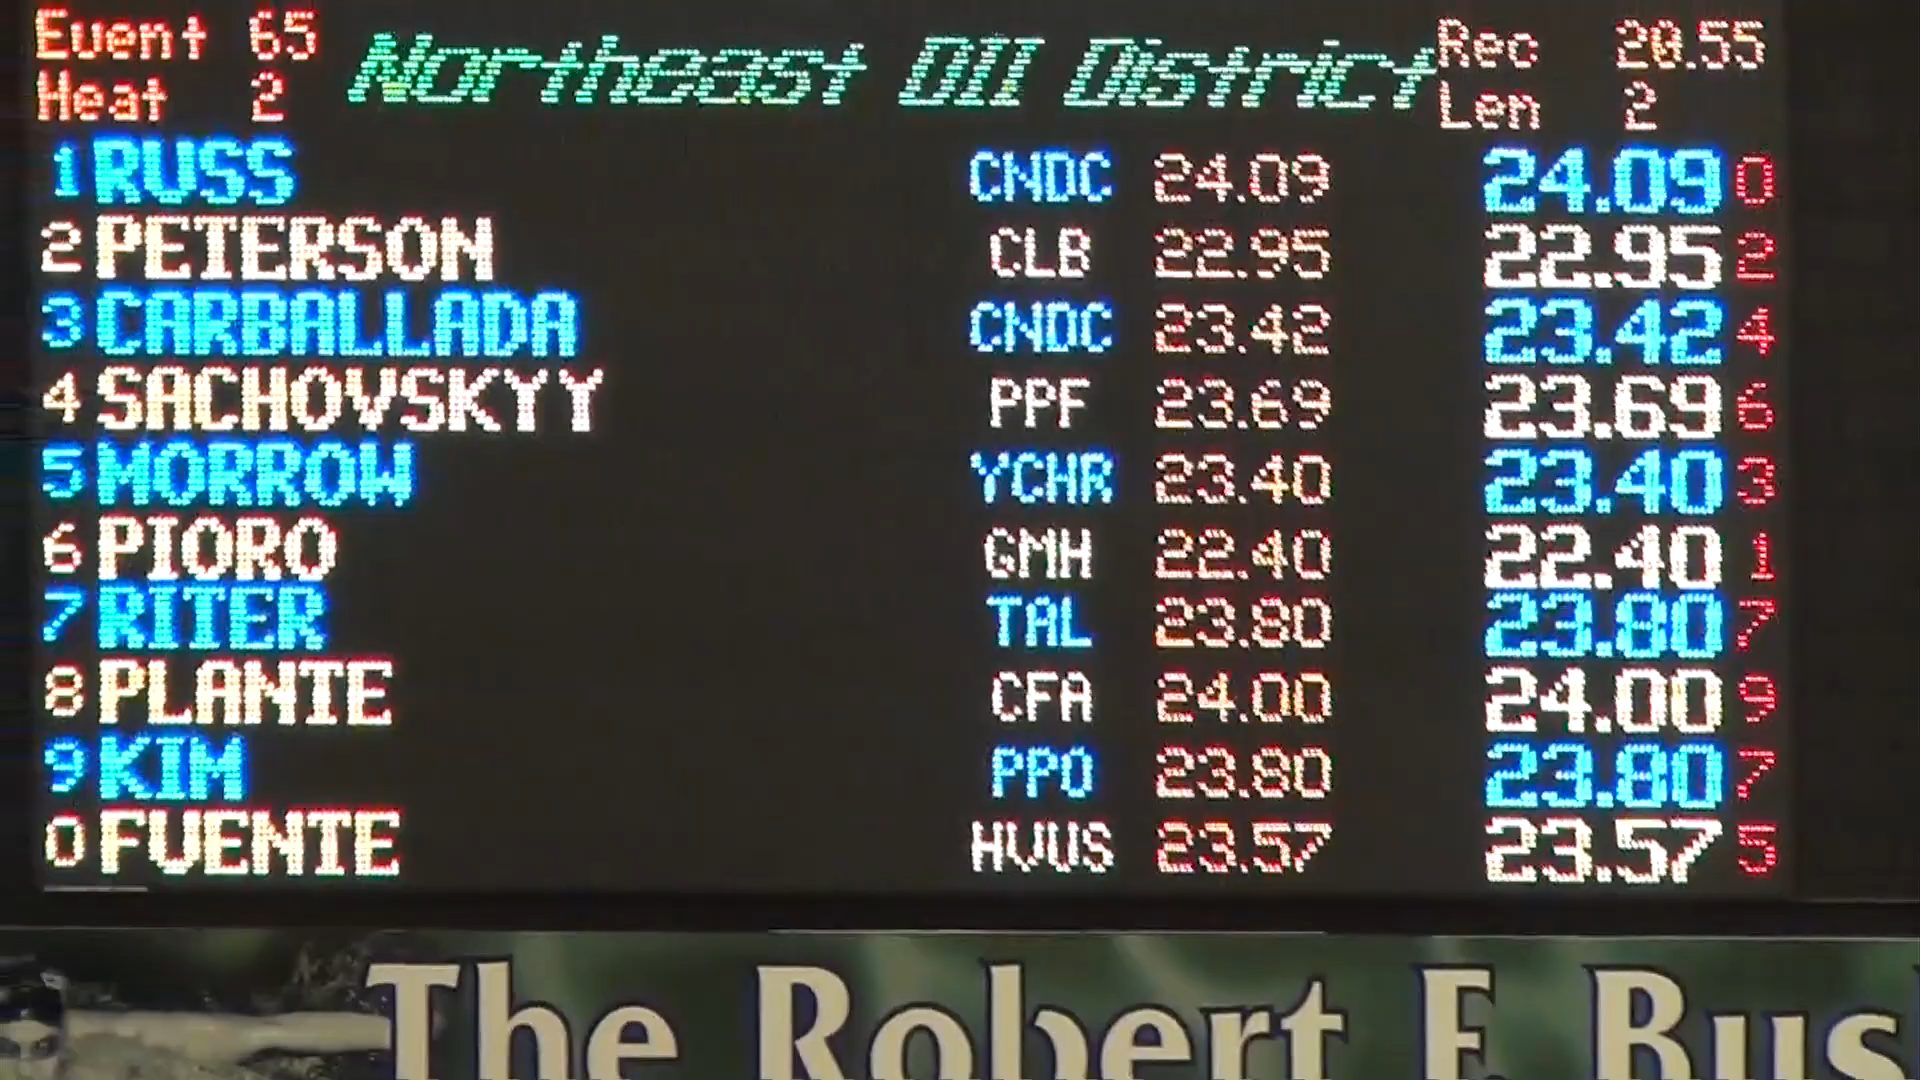 Event 65 Northeast DII District Rec 20.55
Heat 2 Len 2
1 RUSS CNDC 24.09 24.09 0
2 PETERSON CLB 22.95 22.95 2
3 CARBALLADA CNDC 23.42 23.42 4
4 SACHOVSKYY PPF 23.69 23.69 6
5 MORROW YCHR 23.40 23.40 3
6 PIORO GMH 22.40 22.40 1
7 RITER TAL 23.80 23.80 7
8 PLANTE CFA 24.00 24.00 9
9 KIM PPO 23.80 23.80 7
0 FUENTE HVUS 23.57 23.57 5
The Robert F. Bus